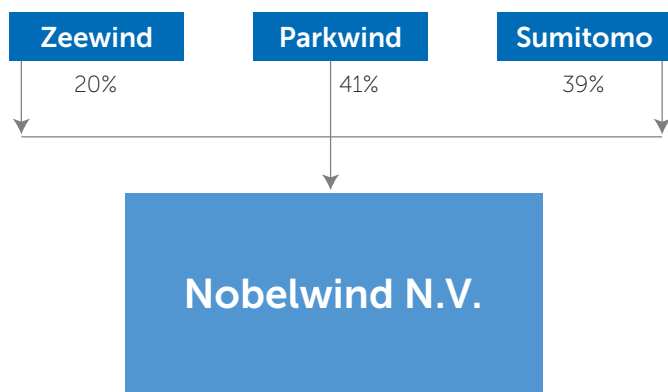 Zeewind
Parkwind
Sumitomo
20%
41%
39%
Nobelwind N.V.